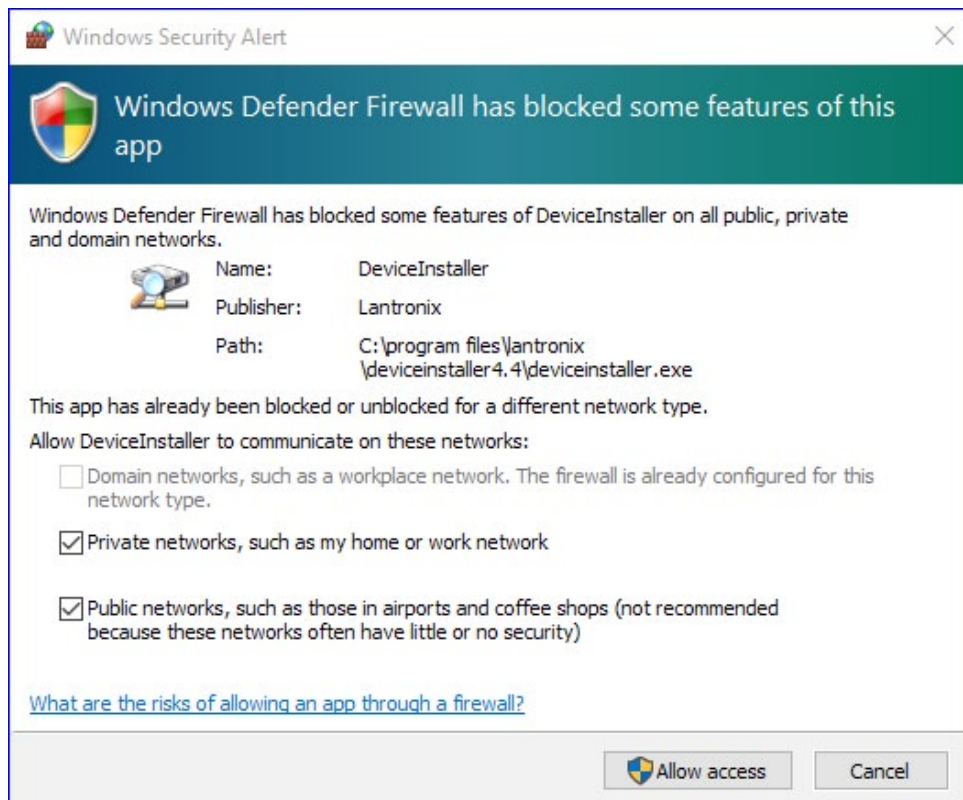 Windows Security Alert
Windows Defender Firewall has blocked some features of this
app
Windows Defender Firewall has blocked some features of DeviceInstaller on all public, private
and domain networks.
Name: DeviceInstaller
Publisher: Lantronix
Path: C:\program files\lantronix
\deviceinstaller4.4\deviceinstaller.exe
This app has already been blocked or unblocked for a different network type.
Allow DeviceInstaller to communicate on these networks:
Domain networks, such as a workplace network. The firewall is already configured for this
network type.
Private networks, such as my home or work network
Public networks, such as those in airports and coffee shops (not recommended
because these networks often have little or no security)
What are the risks of allowing an app through a firewall?
Allow access Cancel